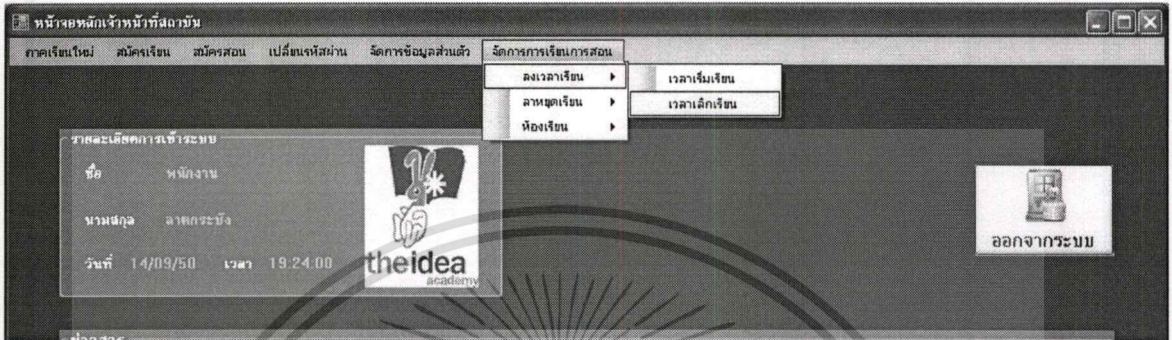 หน้าจอหลักเจ้าหน้าที่สถาบัน
ภาคเรียนใหม่ สมัครเรียน สมัครสอน เปลี่ยนรหัสผ่าน จัดการข้อมูลส่วนตัว จัดการการเรียนการสอน
ลงเวลาเรียน เวลาเริ่มเรียน
ลาหยุดเรียน เวลาเลิกเรียน
ห้องเรียน
รายละเอียดการเข้าระบบ
ชื่อ พนักงาน
นามสกุล ลาดกระบัง
วันที่ 14/09/50 เวลา 19:24:00
theidea
academy
ออกจากระบบ
ข่าวสาร